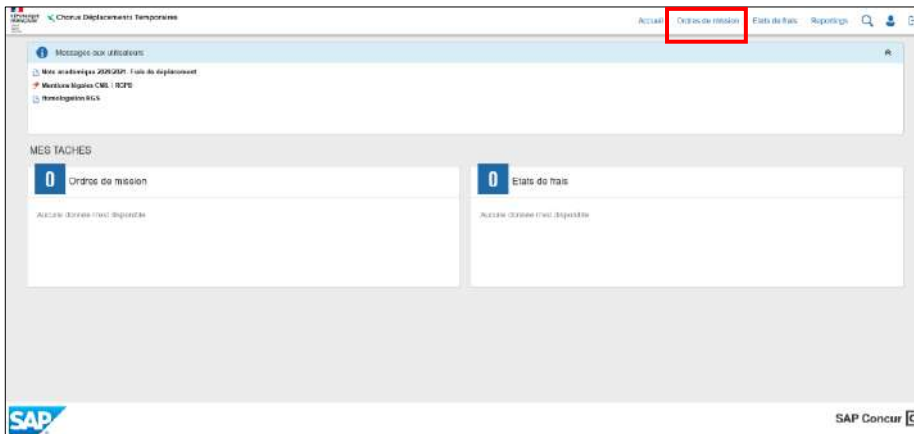 RÉPUBLIQUE FRANÇAISE
Chorus Déplacements Temporaires
Accueil Ordres de mission Etats de frais Reportings
Messages aux utilisateurs
Note académique 2020/2021 - Frais de déplacement
Mentions légales CNIL | RGPD
Homologation RGS
MES TACHES
0 Ordres de mission
0 Etats de frais
Aucune donnée n'est disponible
Aucune donnée n'est disponible
SAP
SAP Concur